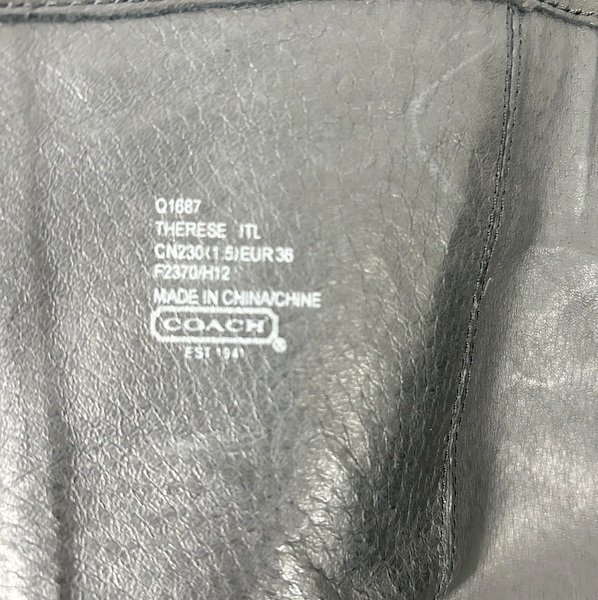 Q1687
THERESE ITL
CN230(1.5)EUR 36
F2370/H12
MADE IN CHINA/CHINE
COACH®
EST 1941